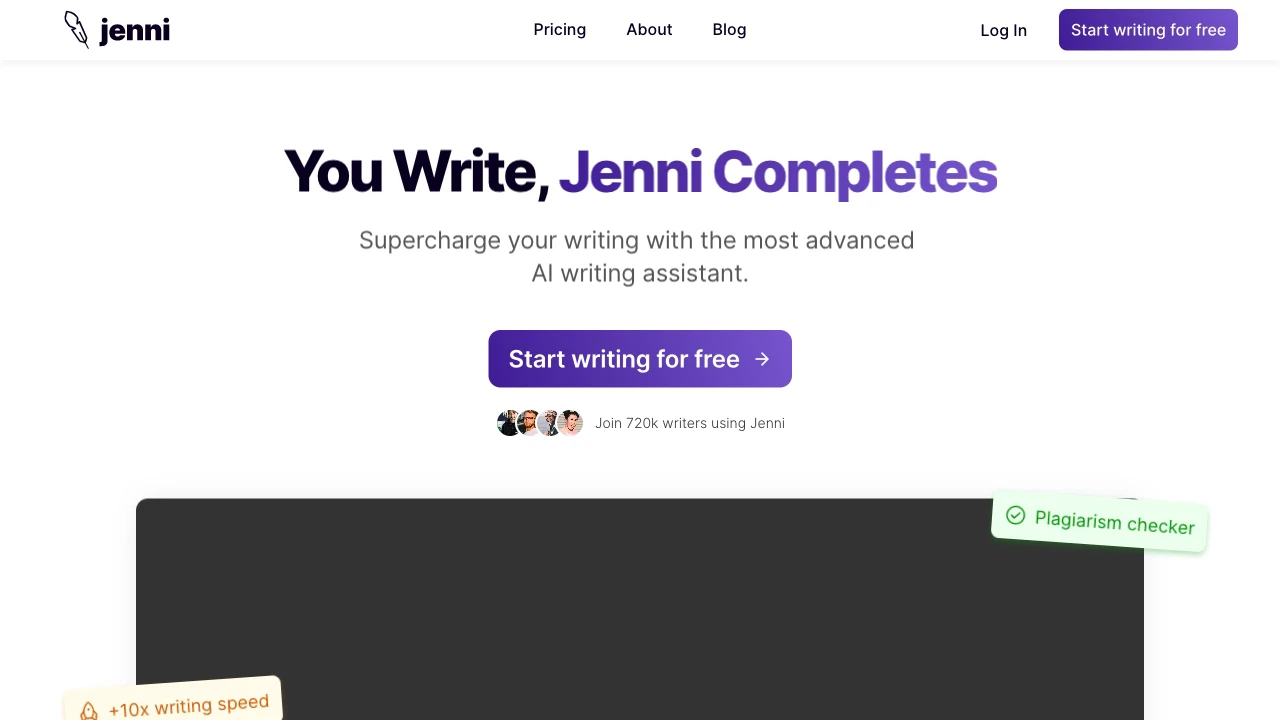 jenni
Pricing
About
Blog
Log In
Start writing for free
You Write, Jenni Completes
Supercharge your writing with the most advanced
AI writing assistant.
Start writing for free
Join 720k writers using Jenni
Plagiarism checker
+10x writing speed